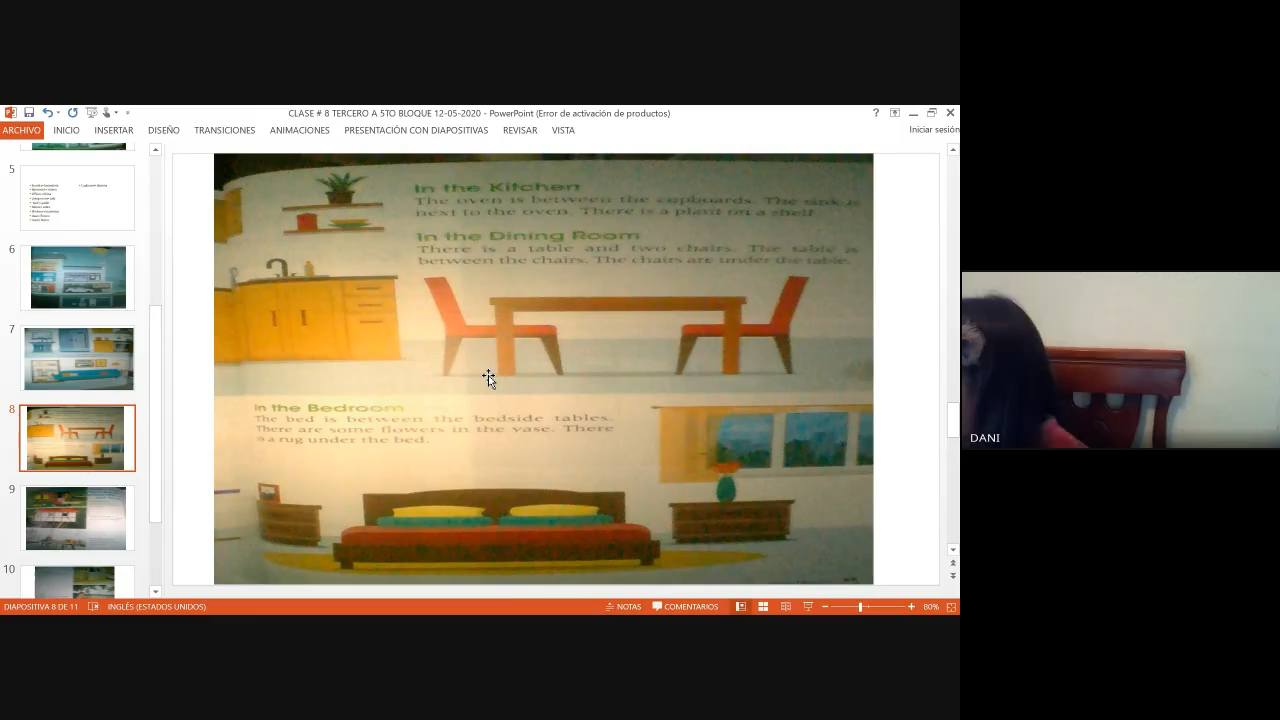 CLASE # 8 TERCERO A 5TO BLOQUE 12-05-2020 - PowerPoint (Error de activación de productos)
ARCHIVO INICIO INSERTAR DISEÑO TRANSICIONES ANIMACIONES PRESENTACIÓN CON DIAPOSITIVAS REVISAR VISTA Iniciar sesión
5
6
7
8
9
10
In the Kitchen
The oven is between the cupboards. The sink is
next to the oven. There is a plant on a shelf
In the Dining Room
There is a table and two chairs. The table is
between the chairs. The chairs are under the table.
In the Bedroom
The bed is between the bedside tables.
There are some flowers in the vase. There
is a rug under the bed.
DANI
DIAPOSITIVA 8 DE 11 INGLÉS (ESTADOS UNIDOS) NOTAS COMENTARIOS 80%